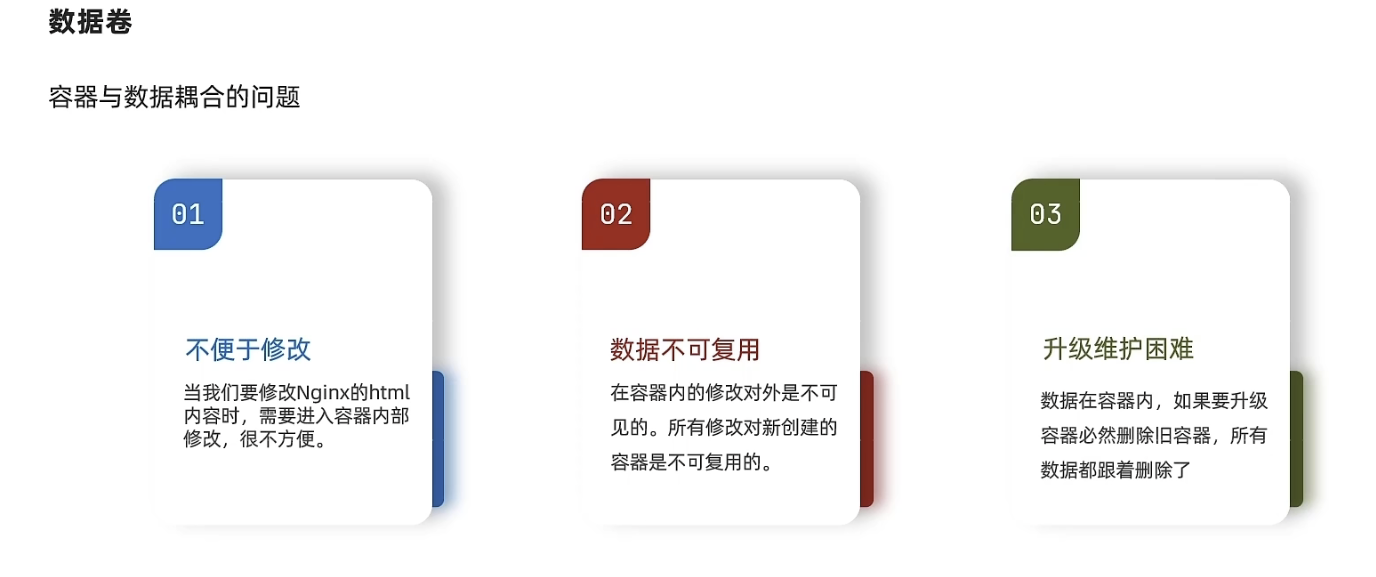 数据卷
容器与数据耦合的问题
01
不便于修改
当我们要修改Nginx的html
内容时，需要进入容器内部
修改，很不方便。
02
数据不可复用
在容器内的修改对外是不可
见的。所有修改对新创建的
容器是不可复用的。
03
升级维护困难
数据在容器内，如果要升级
容器必然删除旧容器，所有
数据都跟着删除了